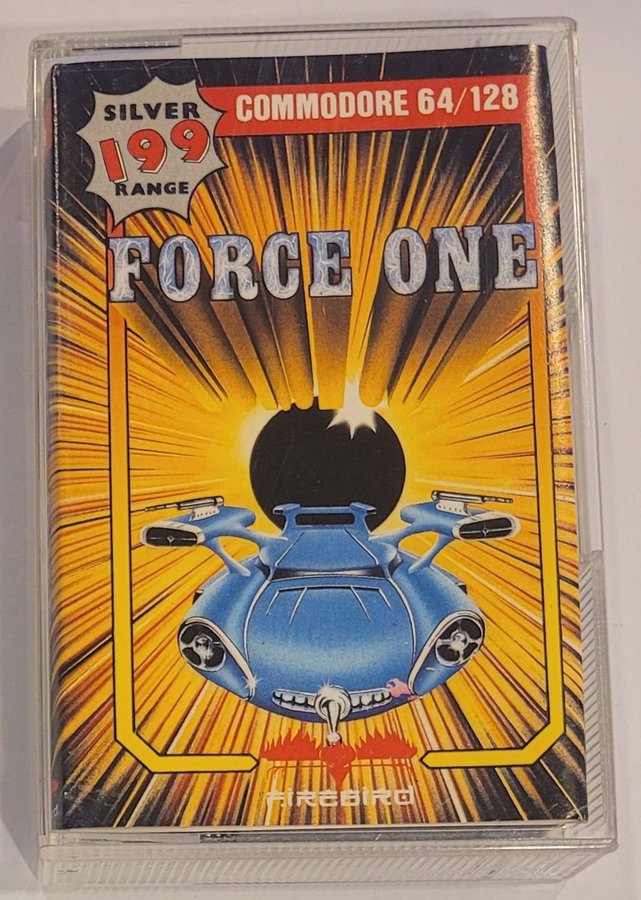 SILVER
199
RANGE
COMMODORE 64/128
FORCE ONE
FIREBIRD